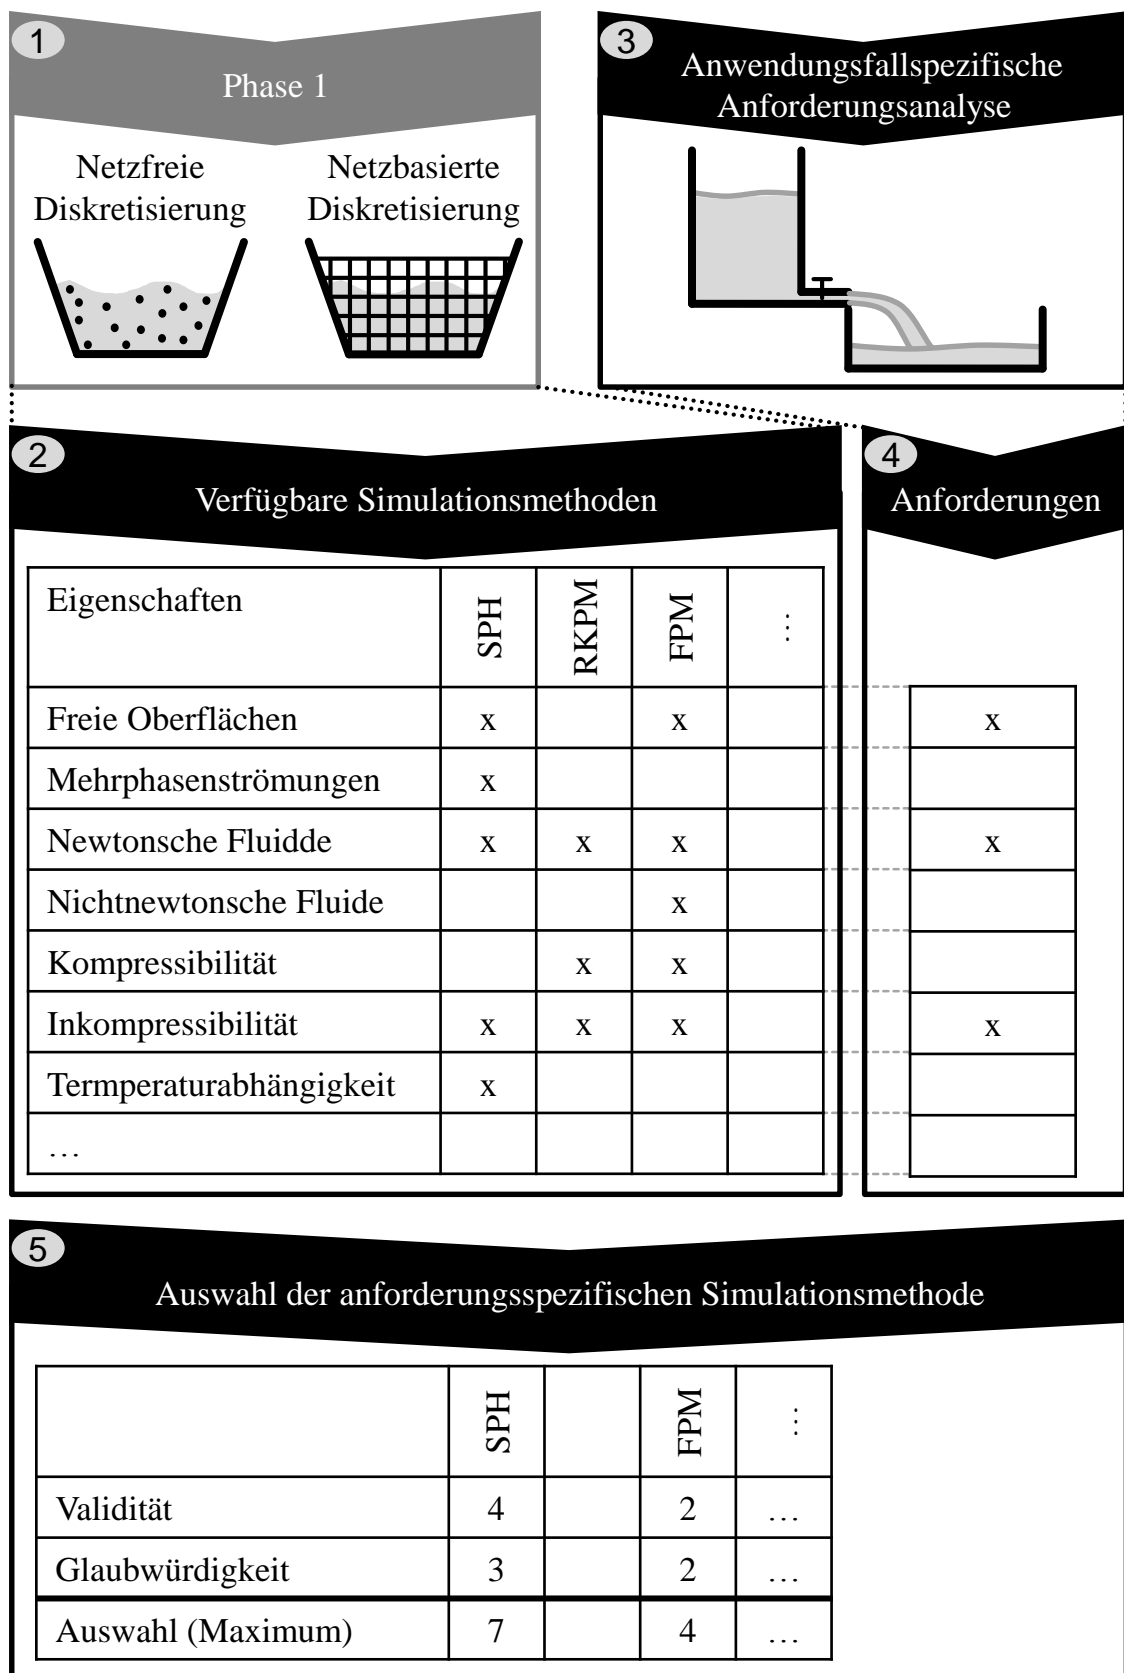 1
Phase 1
Netzfreie
Diskretisierung
Netzbasierte
Diskretisierung
3
Anwendungsfallspezifische
Anforderungsanalyse
2
Verfügbare Simulationsmethoden
Eigenschaften SPH RKPM FPM ...
Freie Oberflächen x x
Mehrphasenströmungen x
Newtonsche Fluidde x x x
Nichtnewtonsche Fluide x
Kompressibilität x x
Inkompressibilität x x x
Termperaturabhängigkeit x
...
4
Anforderungen
x
x
x
5
Auswahl der anforderungsspezifischen Simulationsmethode
SPH FPM ...
Validität 4 2 ...
Glaubwürdigkeit 3 2 ...
Auswahl (Maximum) 7 4 ...